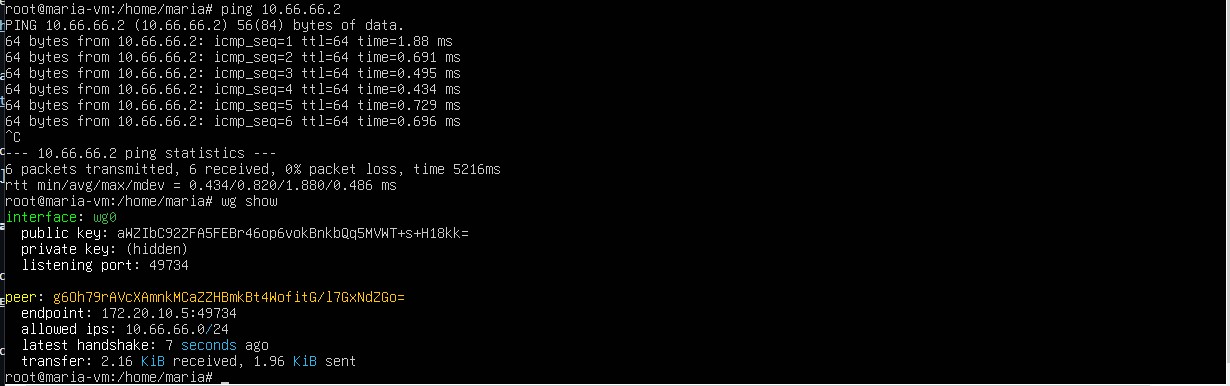 root@maria-vm:/home/maria# ping 10.66.66.2
PING 10.66.66.2 (10.66.66.2) 56(84) bytes of data.
64 bytes from 10.66.66.2: icmp_seq=1 ttl=64 time=1.88 ms
64 bytes from 10.66.66.2: icmp_seq=2 ttl=64 time=0.691 ms
64 bytes from 10.66.66.2: icmp_seq=3 ttl=64 time=0.495 ms
64 bytes from 10.66.66.2: icmp_seq=4 ttl=64 time=0.434 ms
64 bytes from 10.66.66.2: icmp_seq=5 ttl=64 time=0.729 ms
64 bytes from 10.66.66.2: icmp_seq=6 ttl=64 time=0.696 ms
^C
--- 10.66.66.2 ping statistics ---
6 packets transmitted, 6 received, 0% packet loss, time 5216ms
rtt min/avg/max/mdev = 0.434/0.820/1.880/0.486 ms
root@maria-vm:/home/maria# wg show
interface: wg0
public key: aWZIbC92ZFA5FEBr46op6vokBnkbQq5MVWT+s+H18kk=
private key: (hidden)
listening port: 49734
peer: g6Oh79rAVcXAmnkMCaZZHBmkBt4WofitG/l7GxNdZGo=
endpoint: 172.20.10.5:49734
allowed ips: 10.66.66.0/24
latest handshake: 7 seconds ago
transfer: 2.16 KiB received, 1.96 KiB sent
root@maria-vm:/home/maria# _